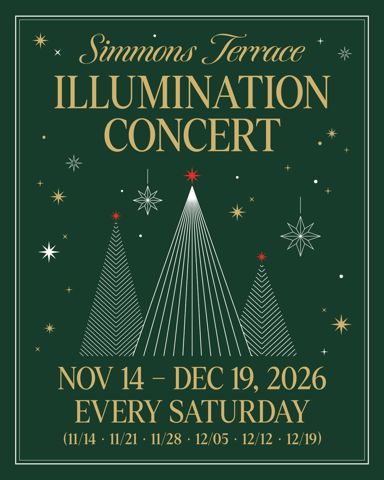 Simmons Terrace
ILLUMINATION
CONCERT
NOV 14 – DEC 19, 2026
EVERY SATURDAY
(11/14 · 11/21 · 11/28 · 12/05 · 12/12 · 12/19)